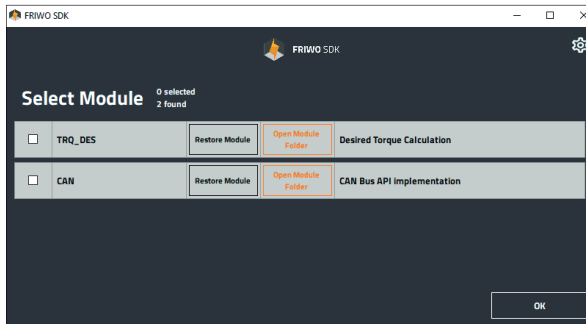 FRIWO SDK
FRIWO SDK
Select Module
0 selected
2 found
TRQ_DES
Restore Module
Open Module
Folder
Desired Torque Calculation
CAN
Restore Module
Open Module
Folder
CAN Bus API implementation
OK